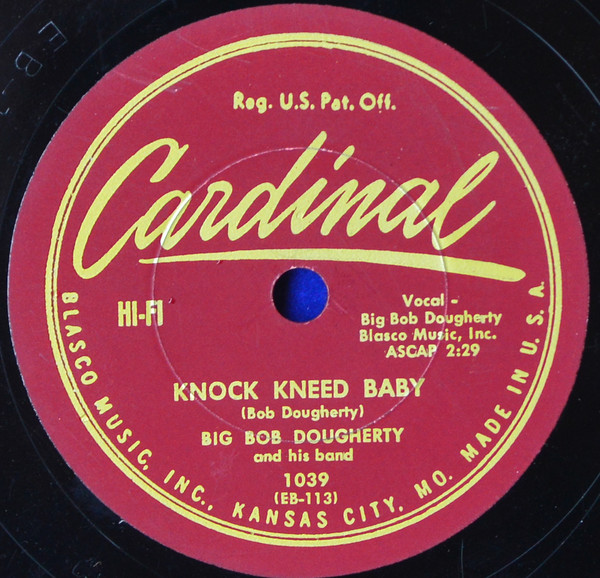 Reg. U.S. Pat. Off.
Cardinal
HI-FI
Vocal -
Big Bob Dougherty
Blasco Music, Inc.
ASCAP 2:29
KNOCK KNEED BABY
(Bob Dougherty)
BIG BOB DOUGHERTY
and his band
1039
(EB-113)
BLASCO MUSIC, INC., KANSAS CITY, MO. MADE IN U.S.A.